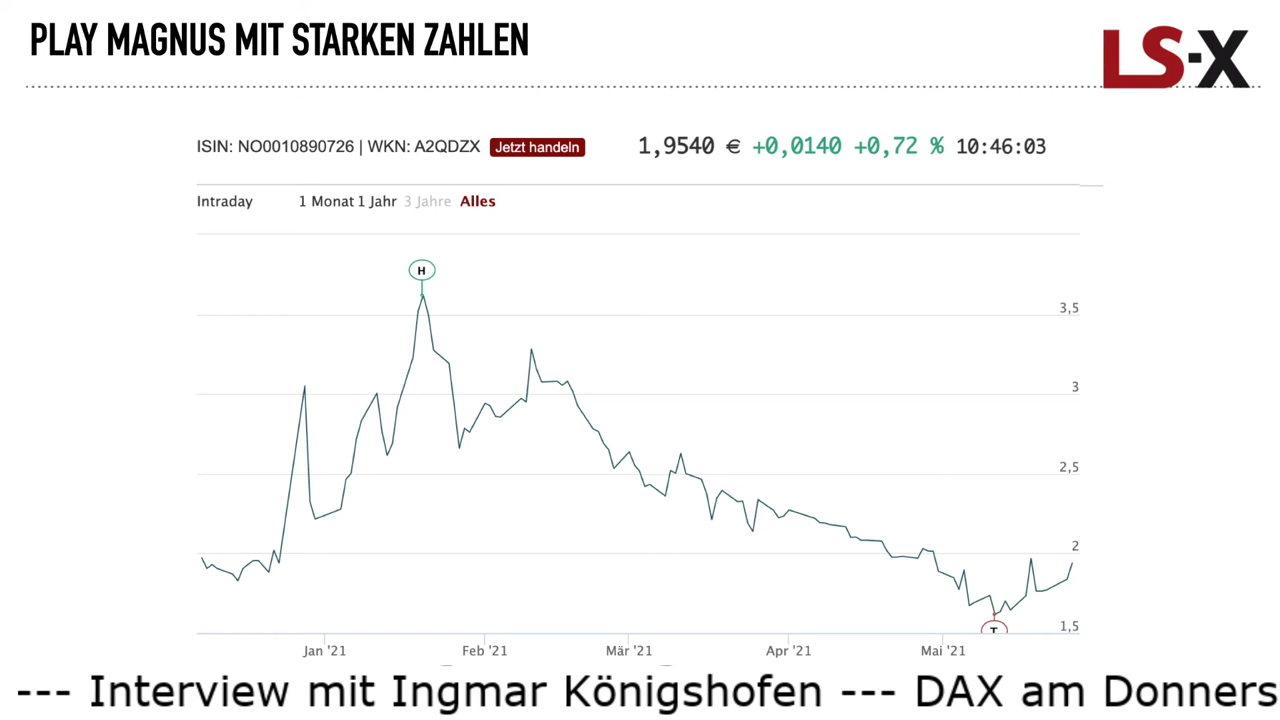 PLAY MAGNUS MIT STARKEN ZAHLEN
LS-X
ISIN: NO0010890726 | WKN: A2QDZX Jetzt handeln 1,9540 € +0,0140 +0,72 % 10:46:03
Intraday 1 Monat 1 Jahr 3 Jahre Alles
H
3,5
3
2,5
2
1,5
T
Jan '21 Feb '21 Mär '21 Apr '21 Mai '21
--- Interview mit Ingmar Königshofen --- DAX am Donners